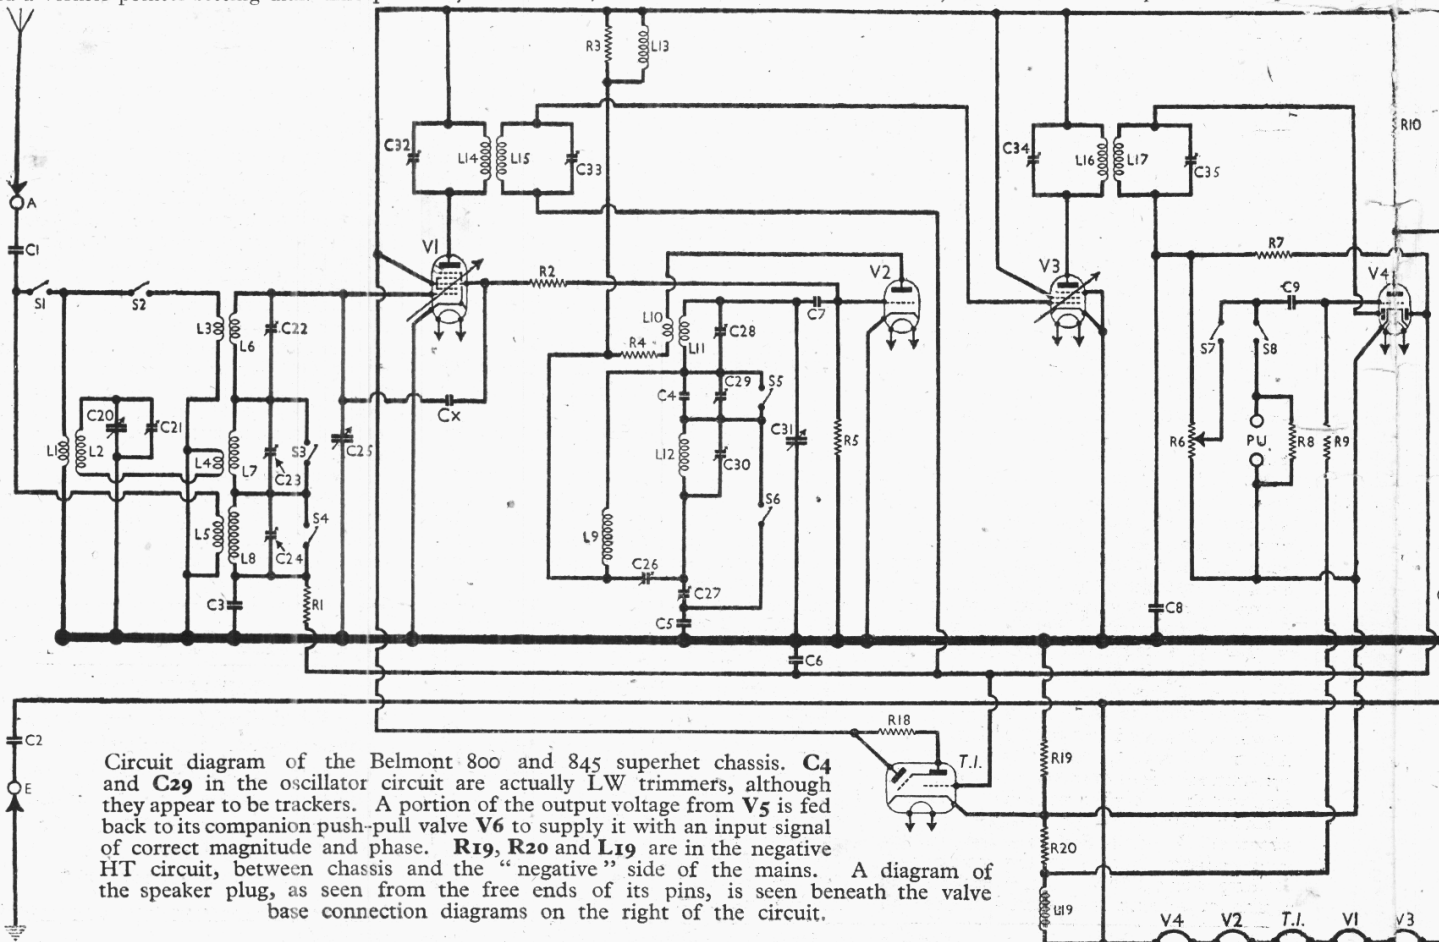 R3
L13
C32
L14
L15
C33
C34
L16
L17
C35
R10
A
C1
V1
R2
V2
V3
R7
V4
S1
S2
L3
L6
C22
L10
L11
C28
C7
C9
R4
S7
S8
C20
C21
Cx
C4
C29
S5
L1
L2
L4
L7
C23
S3
C25
L12
C30
C31
R5
R6
PU
R8
R9
L5
L8
C24
S4
L9
S6
C26
C27
C3
R1
C5
C8
C6
C2
R18
T.I.
R19
E
R20
L19
Circuit diagram of the Belmont 800 and 845 superhet chassis. C4
and C29 in the oscillator circuit are actually LW trimmers, although
they appear to be trackers. A portion of the output voltage from V5 is fed
back to its companion push-pull valve V6 to supply it with an input signal
of correct magnitude and phase. R19, R20 and L19 are in the negative
HT circuit, between chassis and the "negative" side of the mains. A diagram of
the speaker plug, as seen from the free ends of its pins, is seen beneath the valve
base connection diagrams on the right of the circuit.
V4 V2 T.I. V1 V3